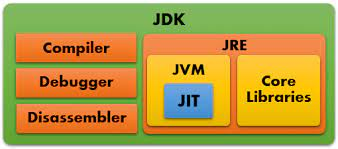 JDK
Compiler
Debugger
Disassembler
JRE
JVM
JIT
Core
Libraries